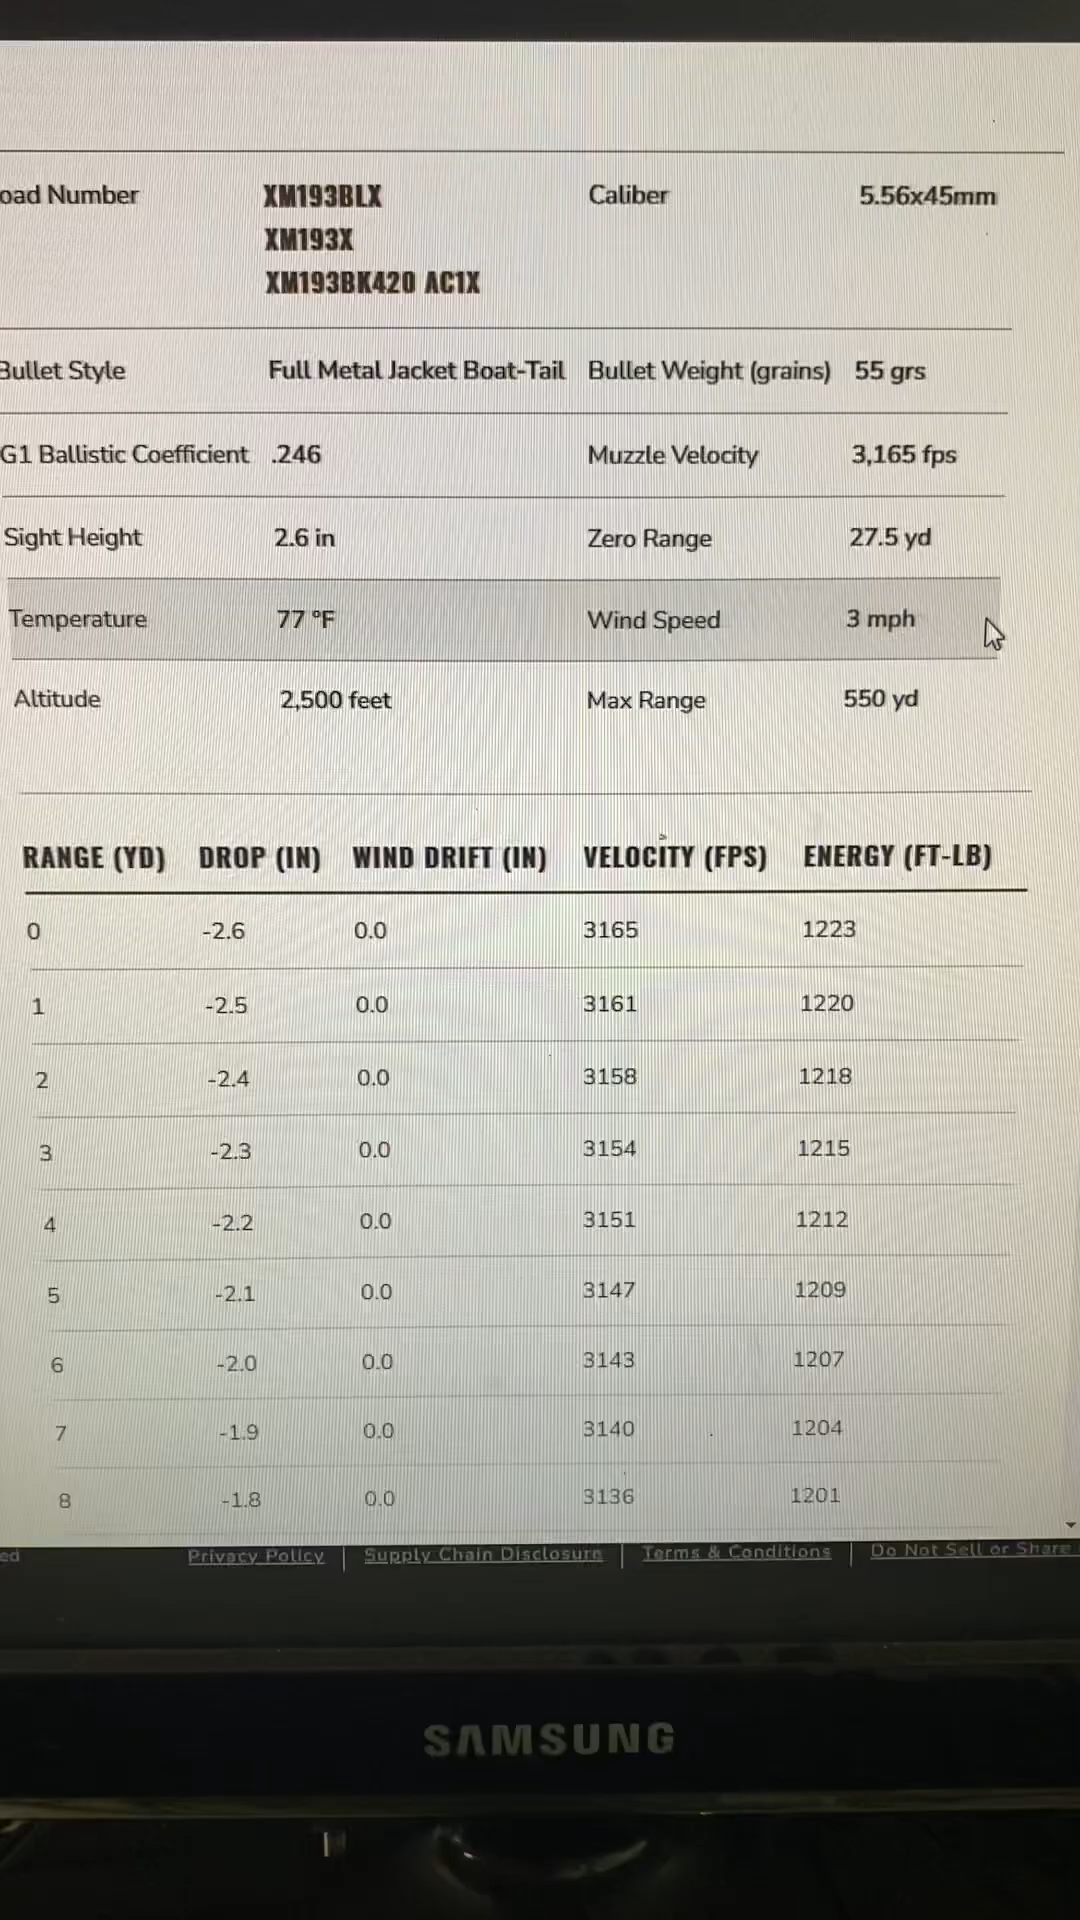 oad Number XM193BLX Caliber 5.56x45mm
XM193X
XM193BK420 AC1X
Bullet Style Full Metal Jacket Boat-Tail Bullet Weight (grains) 55 grs
G1 Ballistic Coefficient .246 Muzzle Velocity 3,165 fps
Sight Height 2.6 in Zero Range 27.5 yd
Temperature 77 °F Wind Speed 3 mph
Altitude 2,500 feet Max Range 550 yd
RANGE (YD) DROP (IN) WIND DRIFT (IN) VELOCITY (FPS) ENERGY (FT-LB)
0 -2.6 0.0 3165 1223
1 -2.5 0.0 3161 1220
2 -2.4 0.0 3158 1218
3 -2.3 0.0 3154 1215
4 -2.2 0.0 3151 1212
5 -2.1 0.0 3147 1209
6 -2.0 0.0 3143 1207
7 -1.9 0.0 3140 1204
8 -1.8 0.0 3136 1201
ed Privacy Policy | Supply Chain Disclosure | Terms & Conditions | Do Not Sell or Share
SAMSUNG